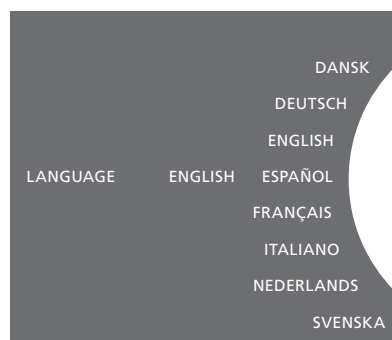 DANSK
DEUTSCH
ENGLISH
LANGUAGE ENGLISH ESPAÑOL
FRANÇAIS
ITALIANO
NEDERLANDS
SVENSKA